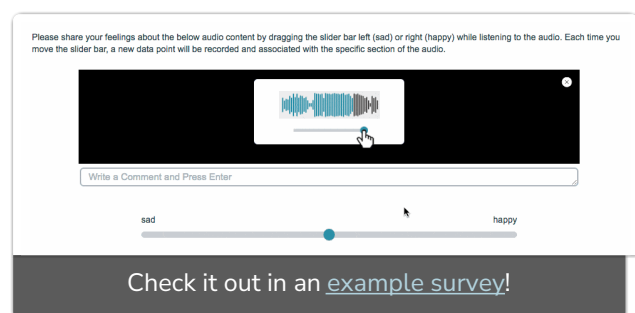 Please share your feelings about the below audio content by dragging the slider bar left (sad) or right (happy) while listening to the audio. Each time you
move the slider bar, a new data point will be recorded and associated with the specific section of the audio.
Write a Comment and Press Enter
sad happy
Check it out in an example survey!